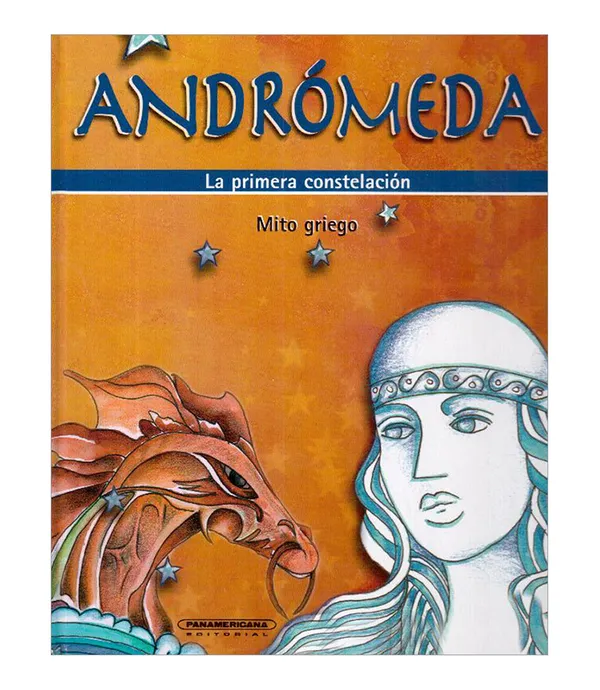 ANDRÓMEDA
La primera constelación
Mito griego
PANAMERICANA
EDITORIAL